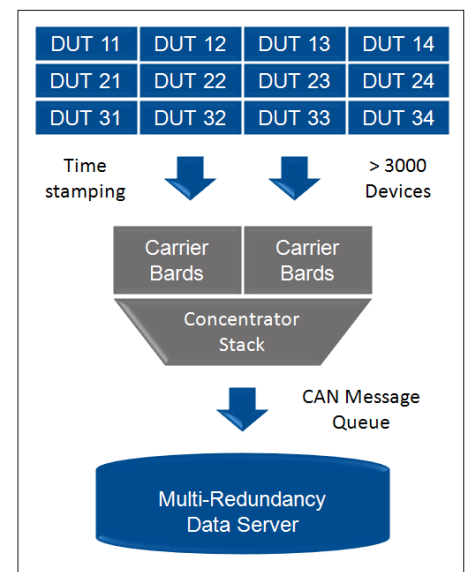 DUT 11 DUT 12 DUT 13 DUT 14
DUT 21 DUT 22 DUT 23 DUT 24
DUT 31 DUT 32 DUT 33 DUT 34
Time
stamping
> 3000
Devices
Carrier
Bards
Carrier
Bards
Concentrator
Stack
CAN Message
Queue
Multi-Redundancy
Data Server